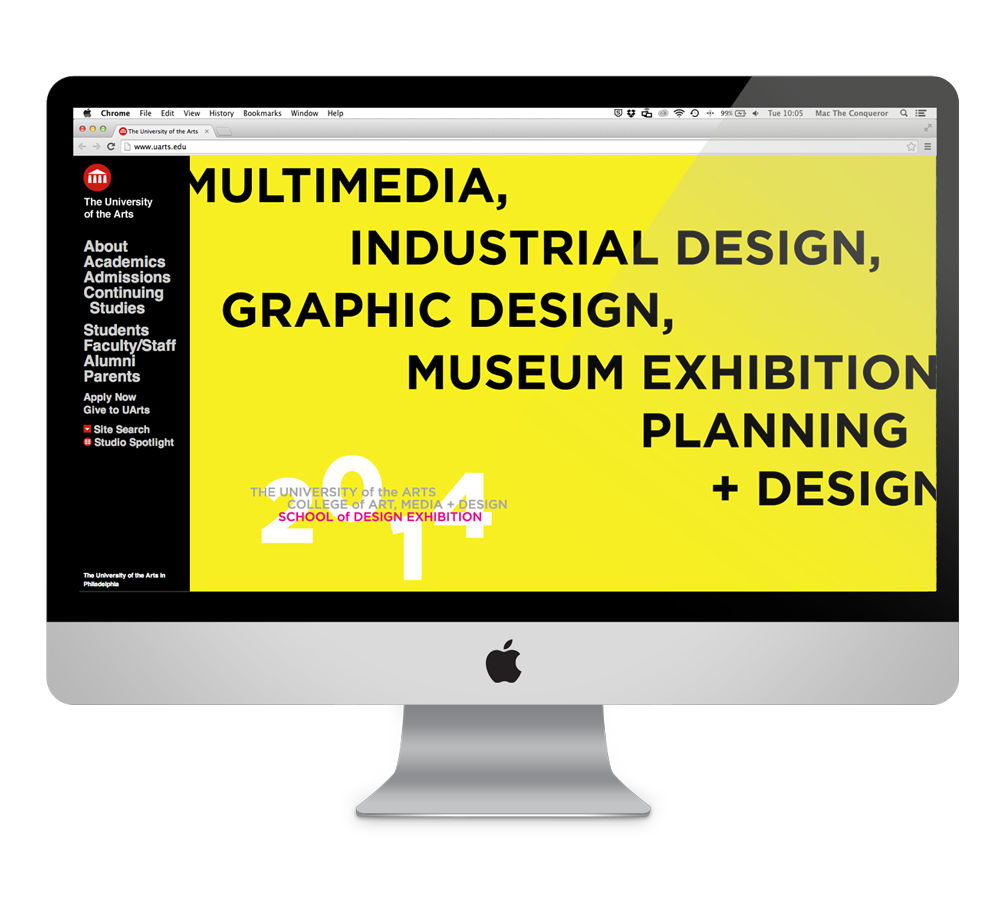 Chrome File Edit View History Bookmarks Window Help 99% Tue 10:05 Mac The Conqueror
The University of the Arts
www.uarts.edu
The University
of the Arts
About
Academics
Admissions
Continuing
Studies
Students
Faculty/Staff
Alumni
Parents
Apply Now
Give to UArts
Site Search
Studio Spotlight
The University of the Arts in
Philadelphia
MULTIMEDIA,
INDUSTRIAL DESIGN,
GRAPHIC DESIGN,
MUSEUM EXHIBITION
PLANNING
+ DESIGN
2014
THE UNIVERSITY of the ARTS
COLLEGE of ART, MEDIA + DESIGN
SCHOOL of DESIGN EXHIBITION